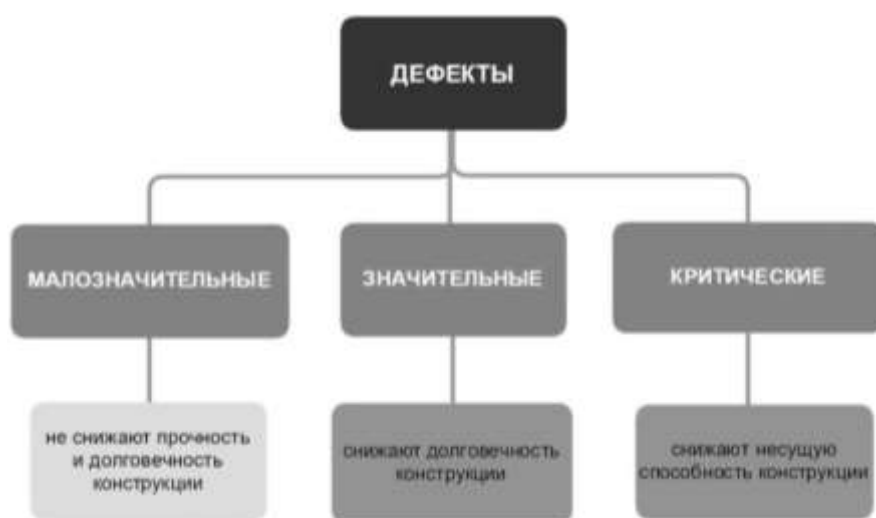 ДЕФЕКТЫ
МАЛОЗНАЧИТЕЛЬНЫЕ
ЗНАЧИТЕЛЬНЫЕ
КРИТИЧЕСКИЕ
не снижают прочность
и долговечность
конструкции
снижают долговечность
конструкции
снижают несущую
способность конструкции